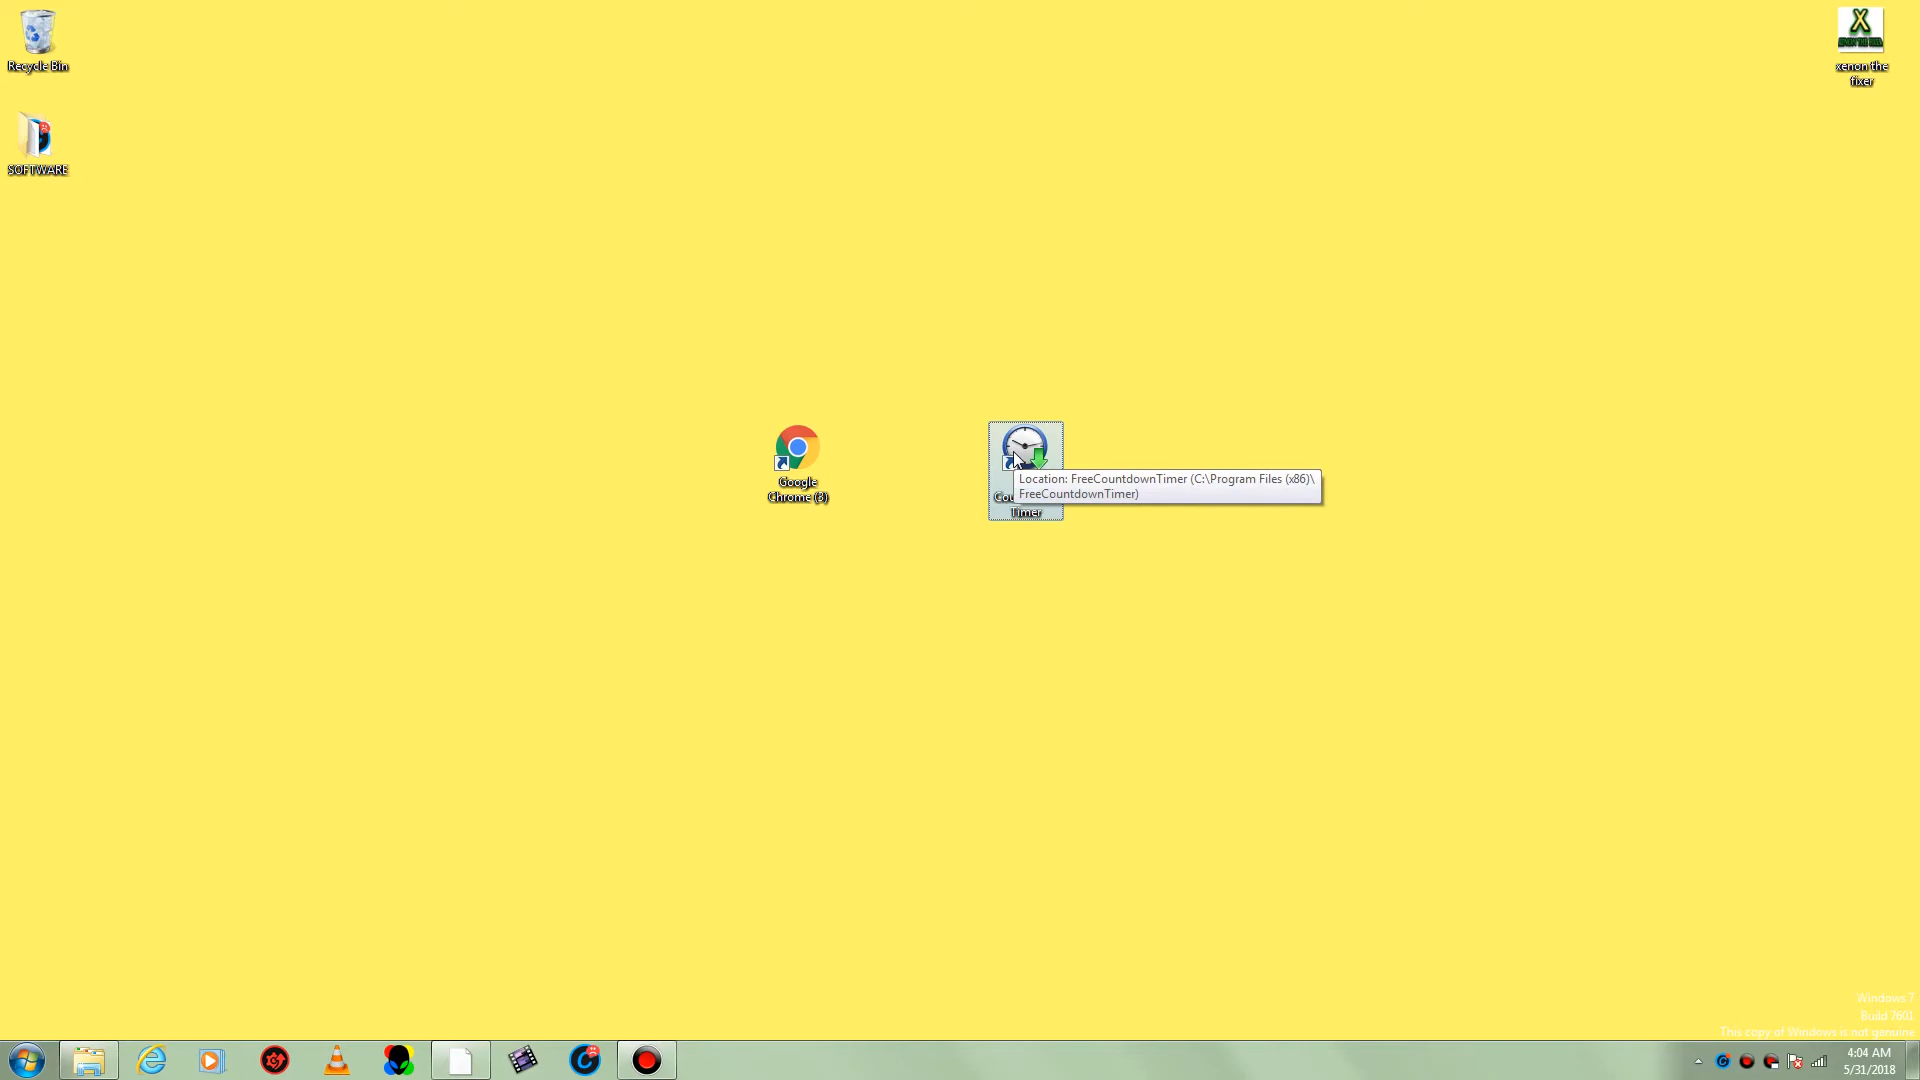 Recycle Bin
SOFTWARE
xenon the
fixer
Google
Chrome (3)
Timer
Location: FreeCountdownTimer (C:\Program Files (x86)\
FreeCountdownTimer)
Windows 7
Build 7601
This copy of Windows is not genuine
4:04 AM
5/31/2018